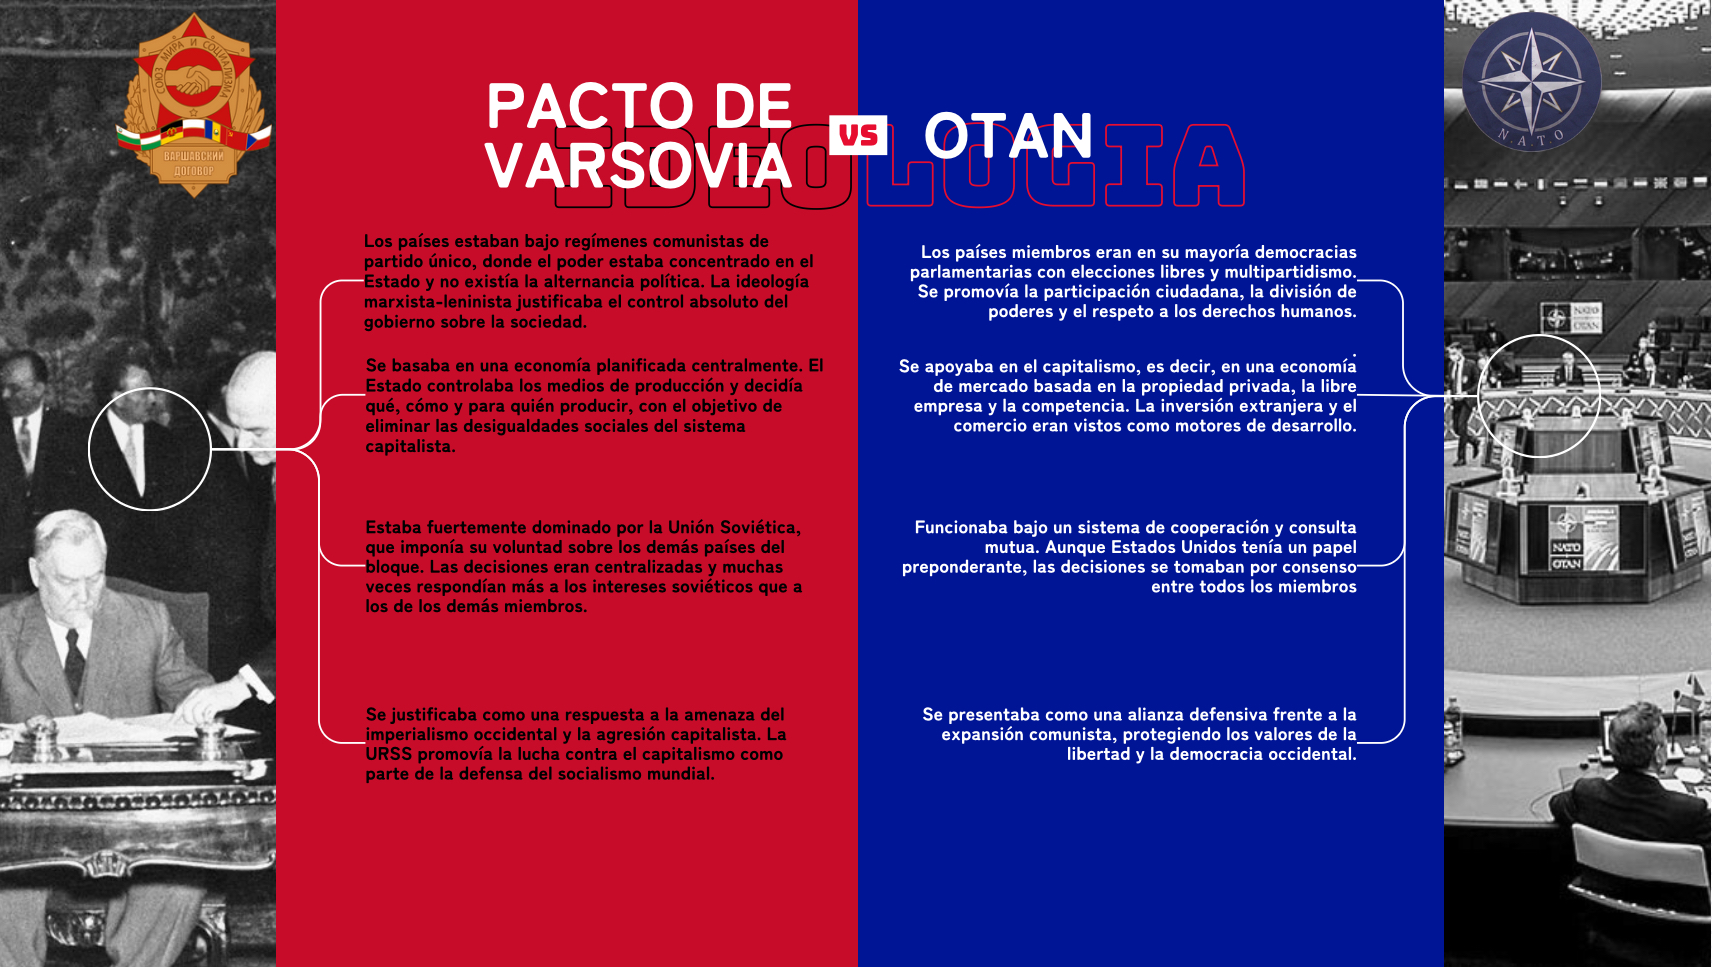 СОЮЗ МИРА И СОЦИАЛИЗМА
ВАРШАВСКИЙ
ДОГОВОР
PACTO DE
VARSOVIA
VS
OTAN
IDEOLOGIA
N.A.T.O
Los países estaban bajo regímenes comunistas de
partido único, donde el poder estaba concentrado en el
Estado y no existía la alternancia política. La ideología
marxista-leninista justificaba el control absoluto del
gobierno sobre la sociedad.
Se basaba en una economía planificada centralmente. El
Estado controlaba los medios de producción y decidía
qué, cómo y para quién producir, con el objetivo de
eliminar las desigualdades sociales del sistema
capitalista.
Estaba fuertemente dominado por la Unión Soviética,
que imponía su voluntad sobre los demás países del
bloque. Las decisiones eran centralizadas y muchas
veces respondían más a los intereses soviéticos que a
los de los demás miembros.
Se justificaba como una respuesta a la amenaza del
imperialismo occidental y la agresión capitalista. La
URSS promovía la lucha contra el capitalismo como
parte de la defensa del socialismo mundial.
Los países miembros eran en su mayoría democracias
parlamentarias con elecciones libres y multipartidismo.
Se promovía la participación ciudadana, la división de
poderes y el respeto a los derechos humanos.
.
Se apoyaba en el capitalismo, es decir, en una economía
de mercado basada en la propiedad privada, la libre
empresa y la competencia. La inversión extranjera y el
comercio eran vistos como motores de desarrollo.
Funcionaba bajo un sistema de cooperación y consulta
mutua. Aunque Estados Unidos tenía un papel
preponderante, las decisiones se tomaban por consenso
entre todos los miembros
Se presentaba como una alianza defensiva frente a la
expansión comunista, protegiendo los valores de la
libertad y la democracia occidental.
NATO
OTAN
NATO
OTAN